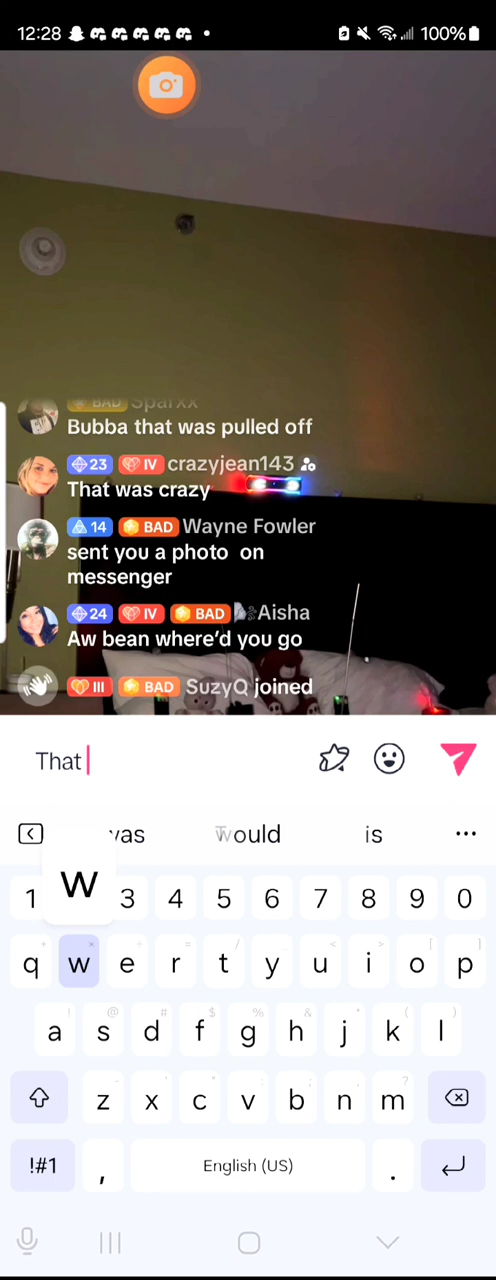 12:28 100%
BAD Sparxx
Bubba that was pulled off
23 IV crazyjean143
That was crazy
14 BAD Wayne Fowler
sent you a photo on
messenger
24 IV BAD Aisha
Aw bean where'd you go
III BAD SuzyQ joined
That
was would is
W
1 3 4 5 6 7 8 9 0
q w e r t y u i o p
a s d f g h j k l
z x c v b n m
!#1 , English (US) .